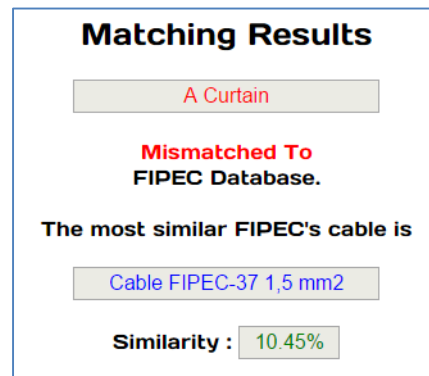 Matching Results
A Curtain
Mismatched To
FIPEC Database.
The most similar FIPEC's cable is
Cable FIPEC-37 1,5 mm2
Similarity : 10.45%